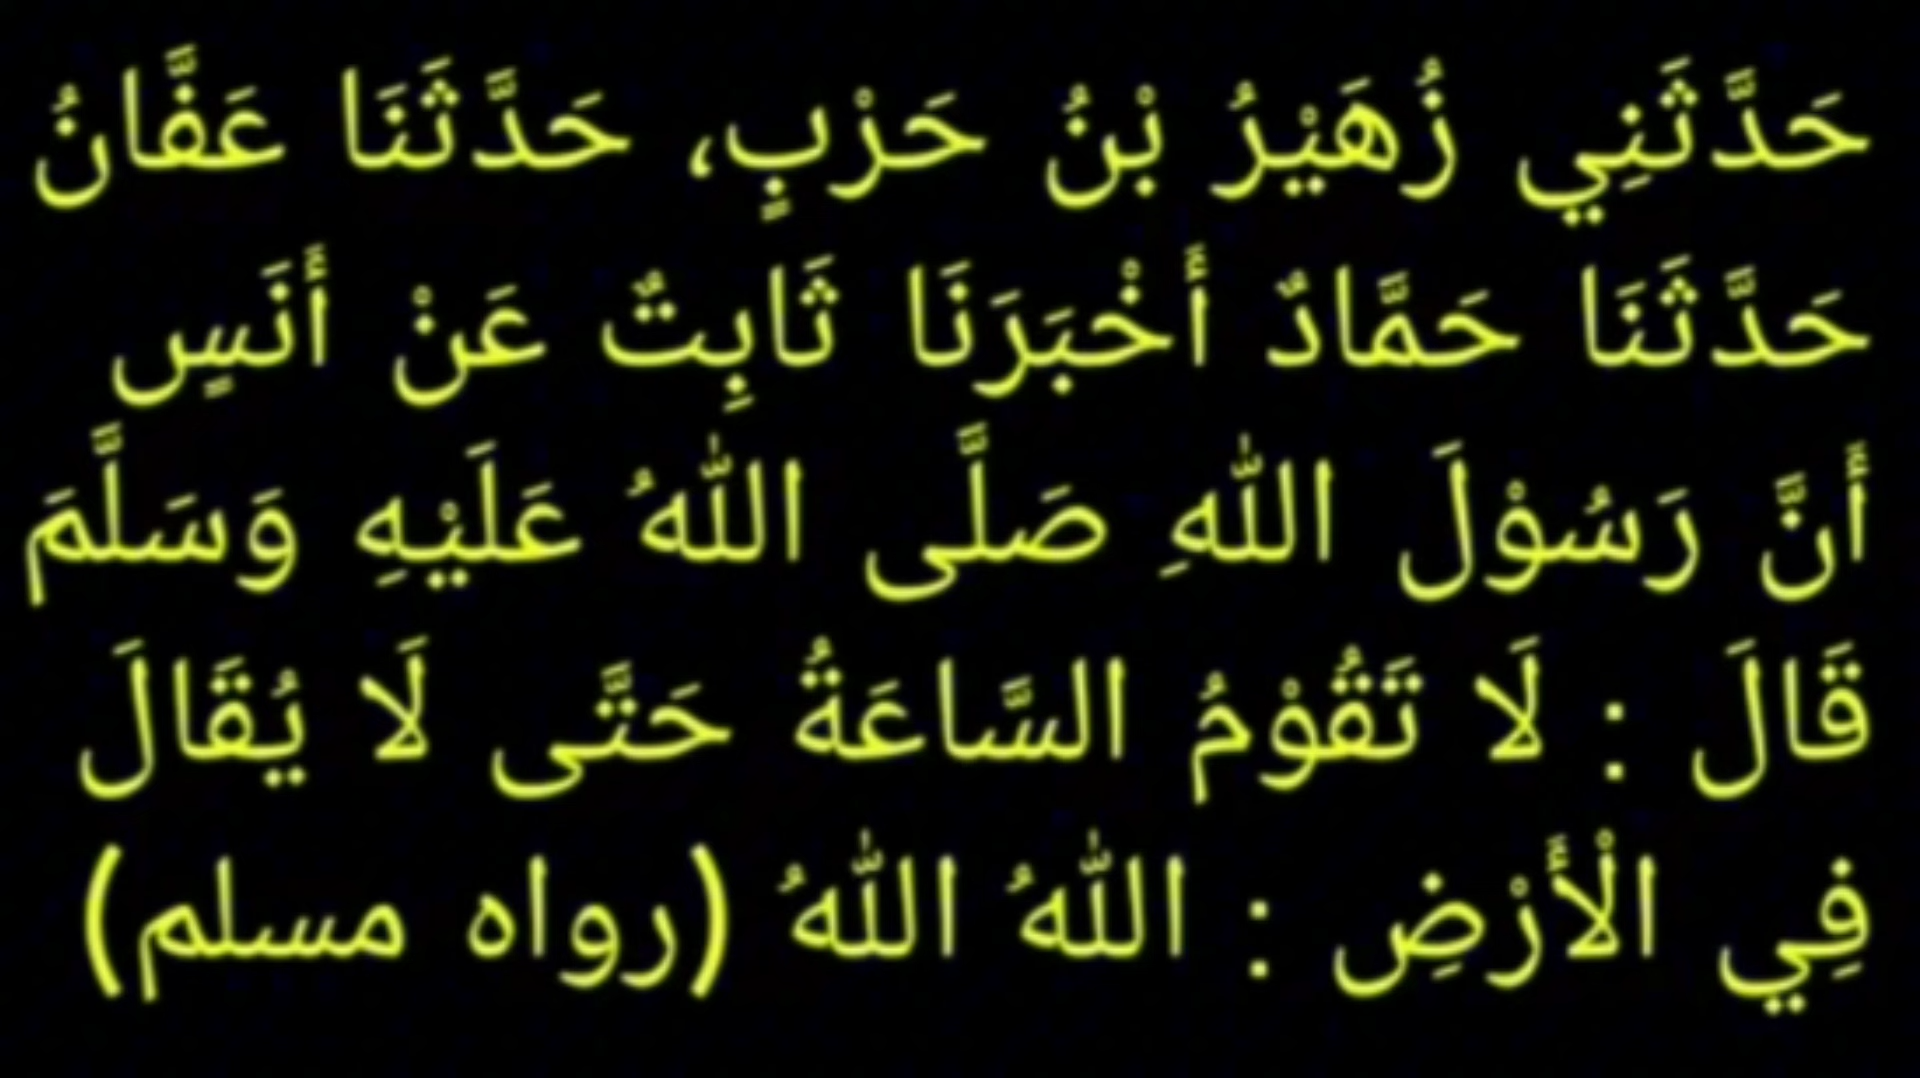 حَدَّثَنِي زُهَيْرُ بْنُ حَرْبٍ، حَدَّثَنَا عَفَّانُ
حَدَّثَنَا حَمَّادٌ أَخْبَرَنَا ثَابِتٌ عَنْ أَنَسٍ
أَنَّ رَسُوْلَ اللّٰهِ صَلَّى اللّٰهُ عَلَيْهِ وَسَلَّمَ
قَالَ : لَا تَقُوْمُ السَّاعَةُ حَتَّى لَا يُقَالَ
فِي الْأَرْضِ : اللّٰهُ اللّٰهُ (رواه مسلم)